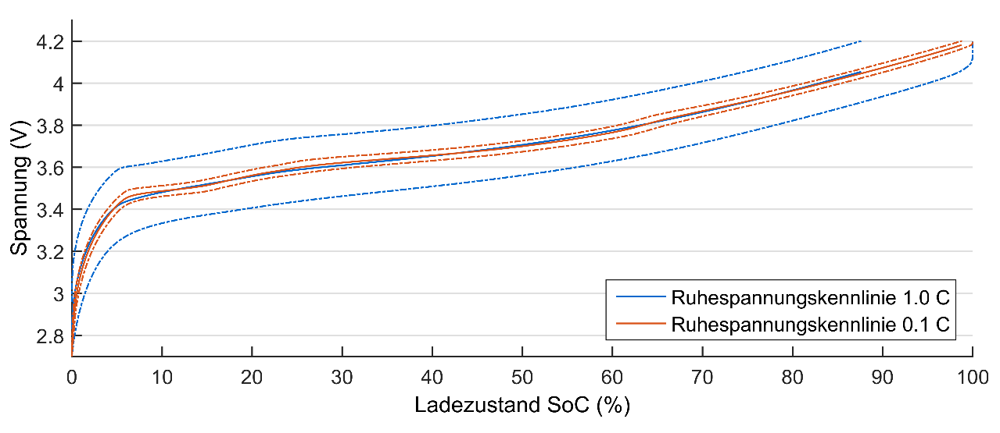 4.2
4
3.8
3.6
3.4
3.2
3
2.8
Spannung (V)
Ruhespannungskennlinie 1.0 C
Ruhespannungskennlinie 0.1 C
0 10 20 30 40 50 60 70 80 90 100
Ladezustand SoC (%)